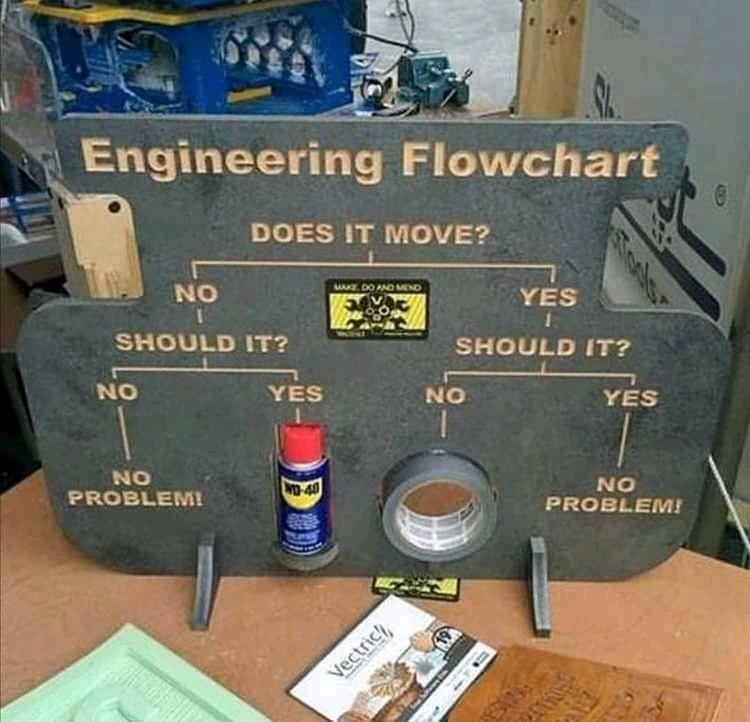 Engineering Flowchart
DOES IT MOVE?
NO
YES
MAKE, DO AND MEND
SHOULD IT?
SHOULD IT?
NO
YES
NO
YES
NO
PROBLEM!
WD-40
NO
PROBLEM!
Vectric
19